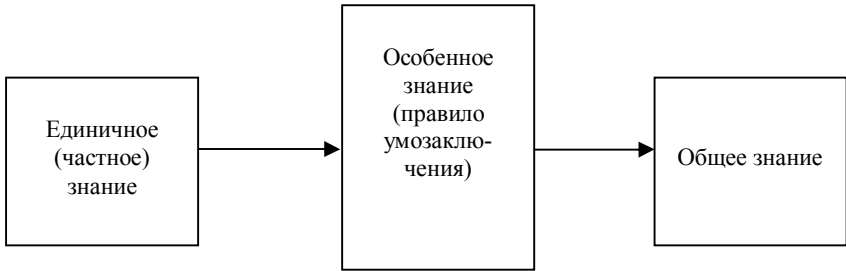 Единичное
(частное)
знание
Особенное
знание
(правило
умозаклю-
чения)
Общее знание